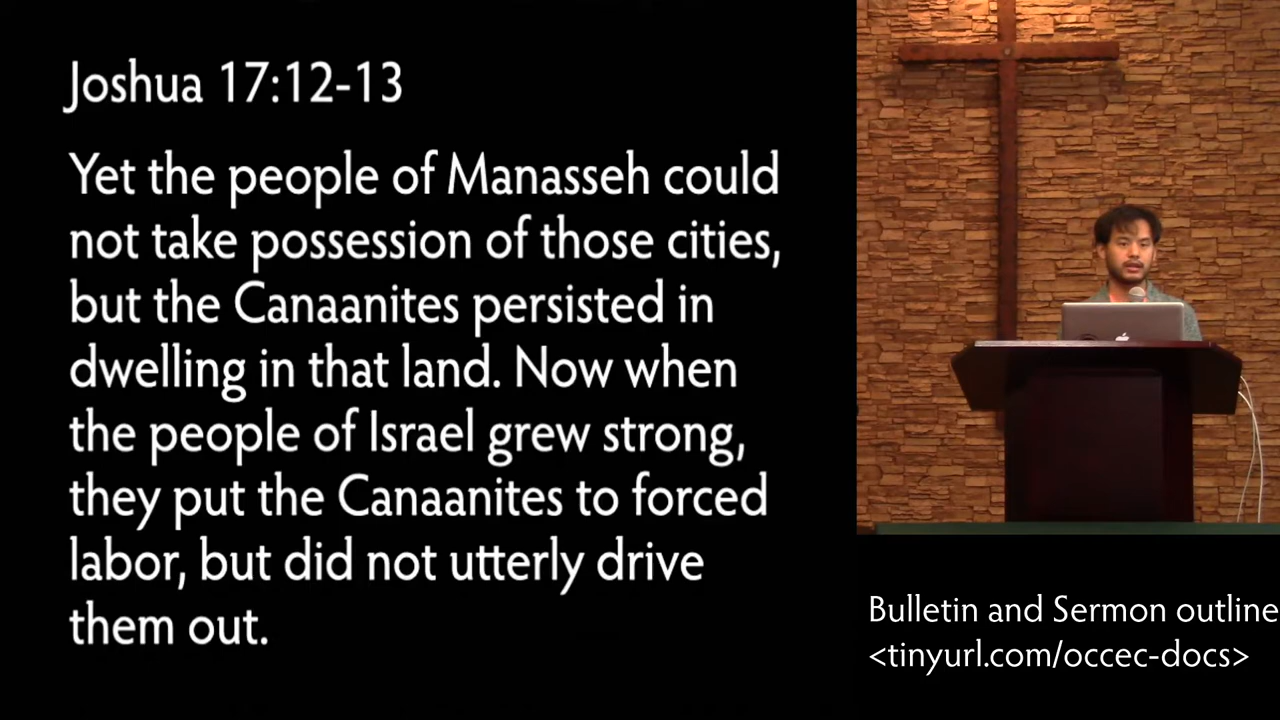 Joshua 17:12-13
Yet the people of Manasseh could
not take possession of those cities,
but the Canaanites persisted in
dwelling in that land. Now when
the people of Israel grew strong,
they put the Canaanites to forced
labor, but did not utterly drive
them out.
Bulletin and Sermon outline
<tinyurl.com/occec-docs>